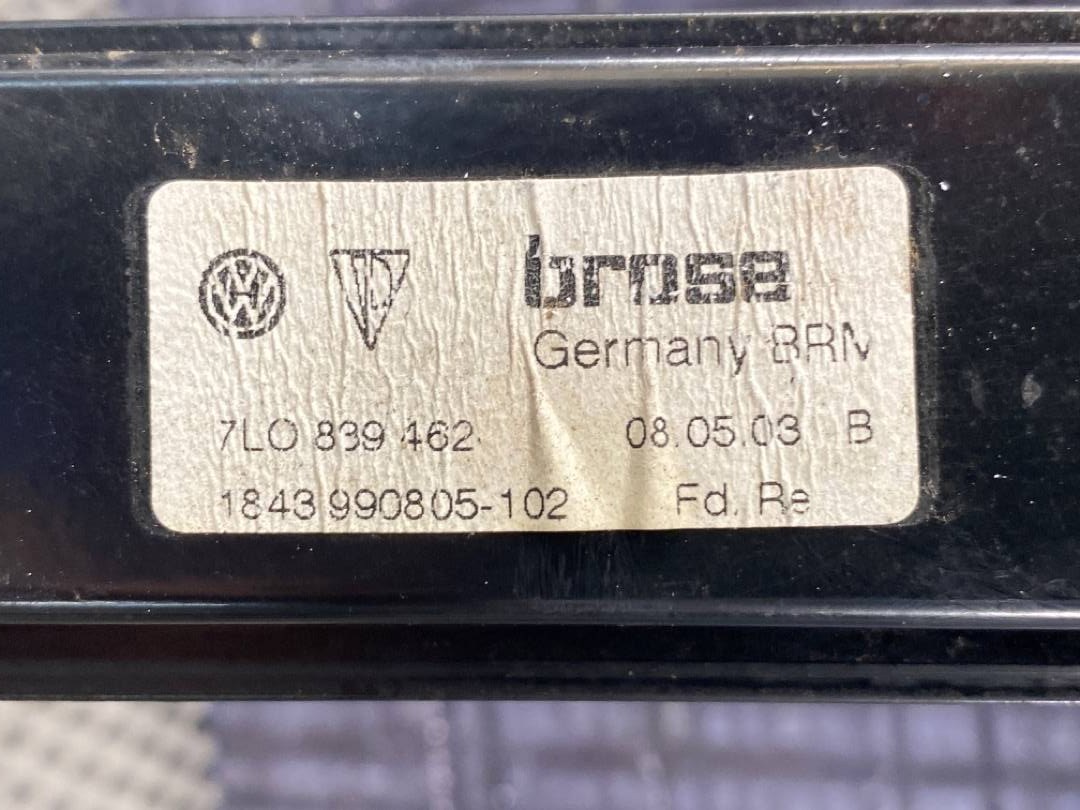 brose
Germany BRN
7L0 839 462
08.05.03 B
1843 990805-102
Fd. Re